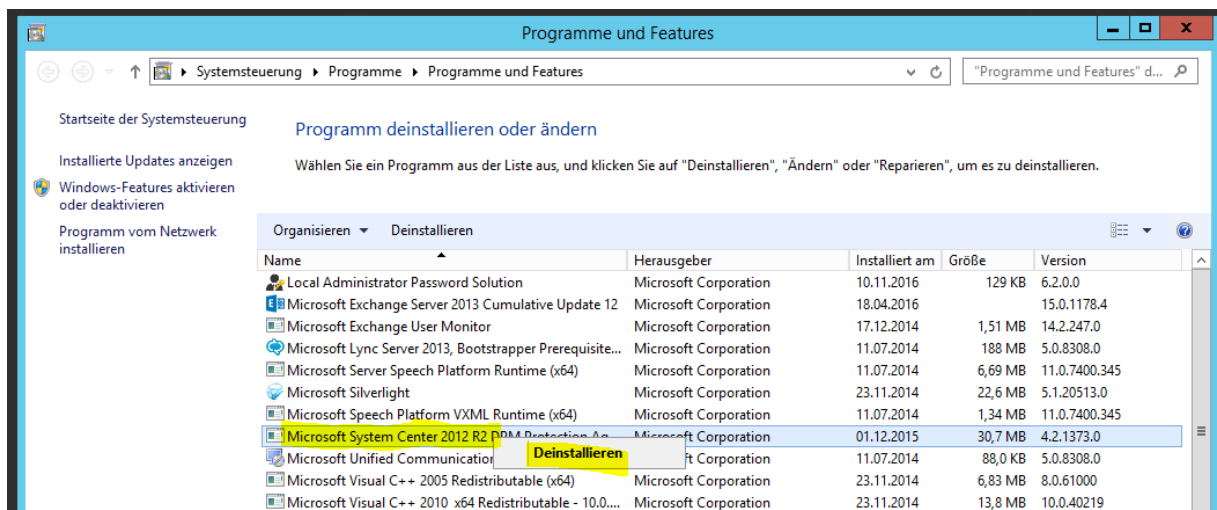 Programme und Features
Systemsteuerung ▸ Programme ▸ Programme und Features
"Programme und Features" d...
Startseite der Systemsteuerung
Installierte Updates anzeigen
Windows-Features aktivieren
oder deaktivieren
Programm vom Netzwerk
installieren
Programm deinstallieren oder ändern
Wählen Sie ein Programm aus der Liste aus, und klicken Sie auf "Deinstallieren", "Ändern" oder "Reparieren", um es zu deinstallieren.
Organisieren Deinstallieren
Name Herausgeber Installiert am Größe Version
Local Administrator Password Solution Microsoft Corporation 10.11.2016 129 KB 6.2.0.0
Microsoft Exchange Server 2013 Cumulative Update 12 Microsoft Corporation 18.04.2016 15.0.1178.4
Microsoft Exchange User Monitor Microsoft Corporation 17.12.2014 1,51 MB 14.2.247.0
Microsoft Lync Server 2013, Bootstrapper Prerequisite... Microsoft Corporation 11.07.2014 188 MB 5.0.8308.0
Microsoft Server Speech Platform Runtime (x64) Microsoft Corporation 11.07.2014 6,69 MB 11.0.7400.345
Microsoft Silverlight Microsoft Corporation 23.11.2014 22,6 MB 5.1.20513.0
Microsoft Speech Platform VXML Runtime (x64) Microsoft Corporation 11.07.2014 1,34 MB 11.0.7400.345
Microsoft System Center 2012 R2 DPM Protection Ag... Microsoft Corporation 01.12.2015 30,7 MB 4.2.1373.0
Deinstallieren
Microsoft Unified Communication ft Corporation 11.07.2014 88,0 KB 5.0.8308.0
Microsoft Visual C++ 2005 Redistributable (x64) Microsoft Corporation 23.11.2014 6,83 MB 8.0.61000
Microsoft Visual C++ 2010 x64 Redistributable - 10.0.... Microsoft Corporation 23.11.2014 13,8 MB 10.0.40219